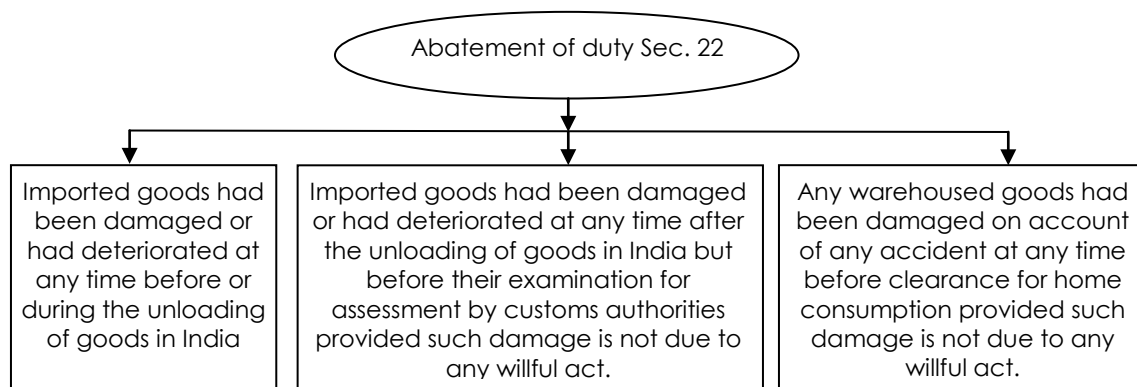 Abatement of duty Sec. 22
Imported goods had
been damaged or
had deteriorated at
any time before or
during the unloading
of goods in India
Imported goods had been damaged
or had deteriorated at any time after
the unloading of goods in India but
before their examination for
assessment by customs authorities
provided such damage is not due to
any willful act.
Any warehoused goods had
been damaged on account
of any accident at any time
before clearance for home
consumption provided such
damage is not due to any
willful act.